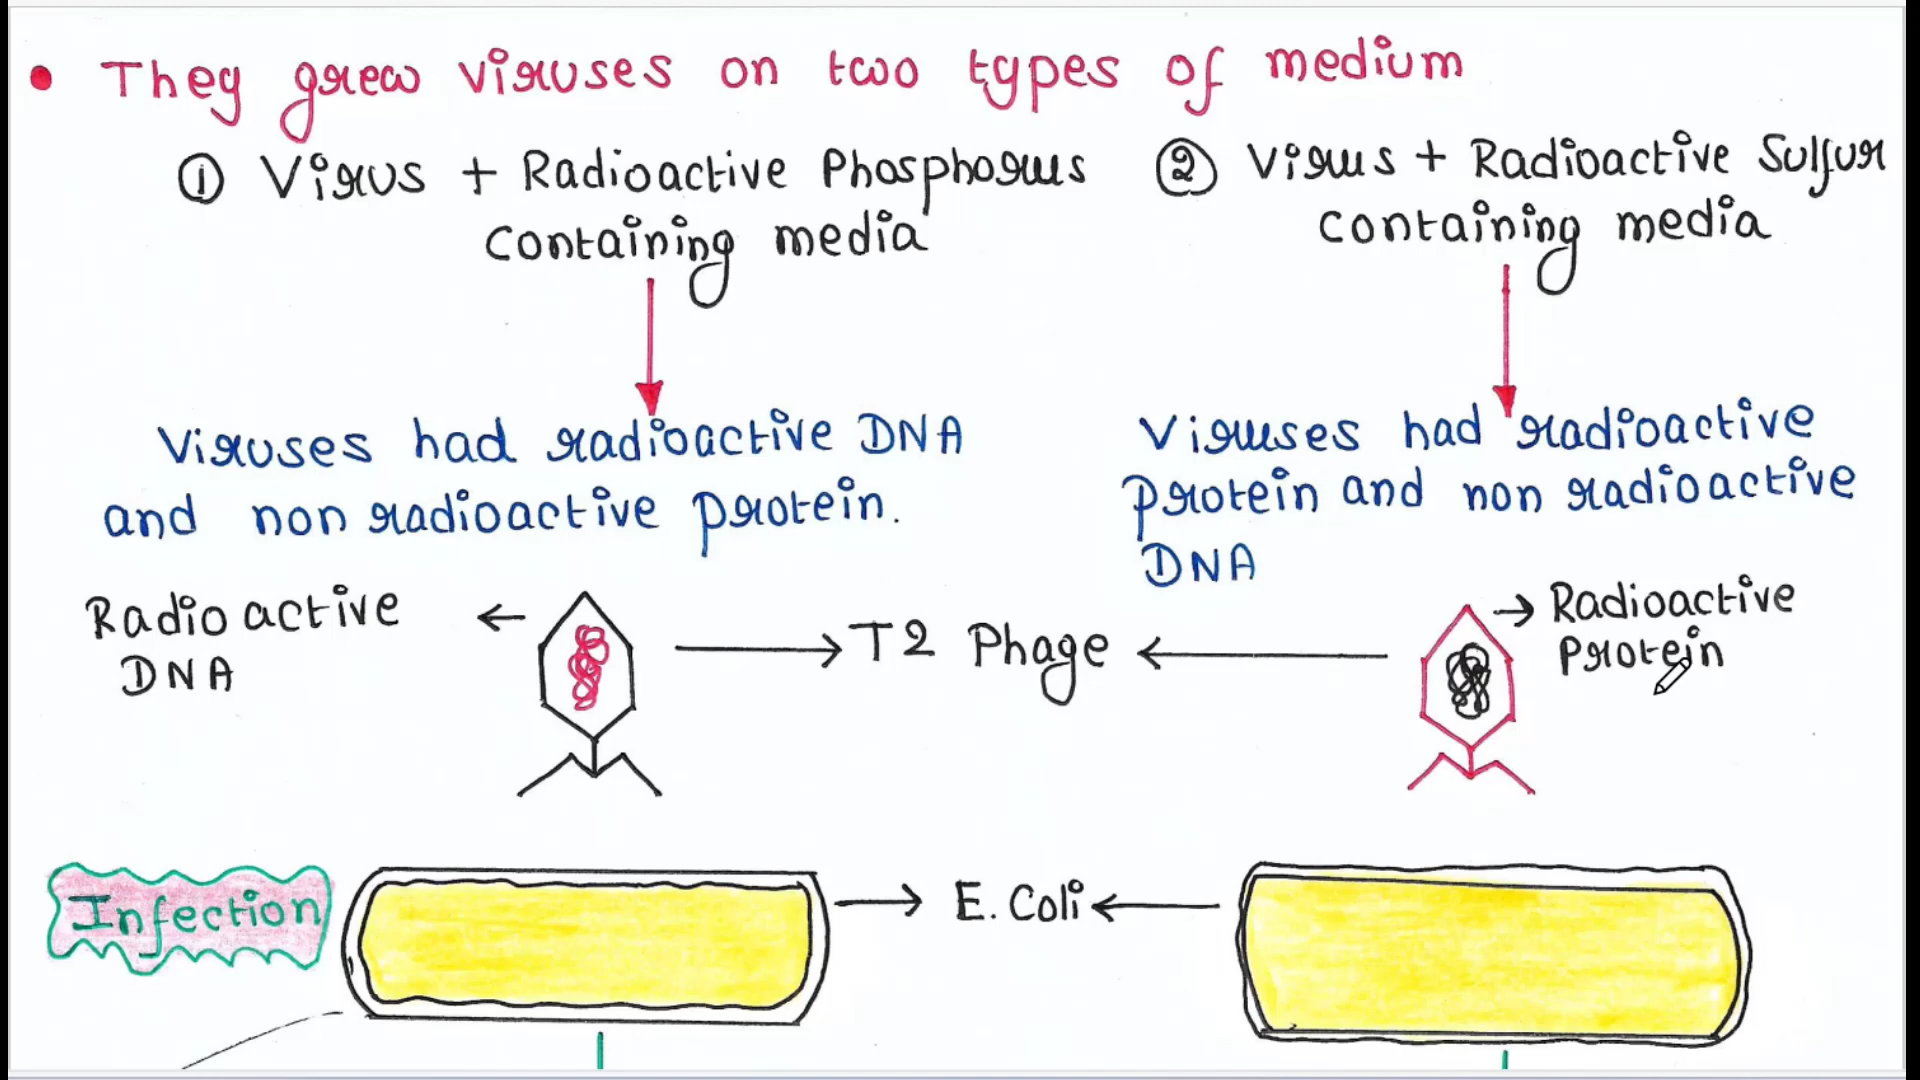 • They grew viruses on two types of medium
① Virus + Radioactive Phosphorus containing media
② Virus + Radioactive Sulfur containing media
Viruses had radioactive DNA
and non radioactive protein.
Viruses had radioactive
protein and non radioactive
DNA
Radioactive
DNA
T2 Phage
Radioactive
Protein
Infection
E. Coli